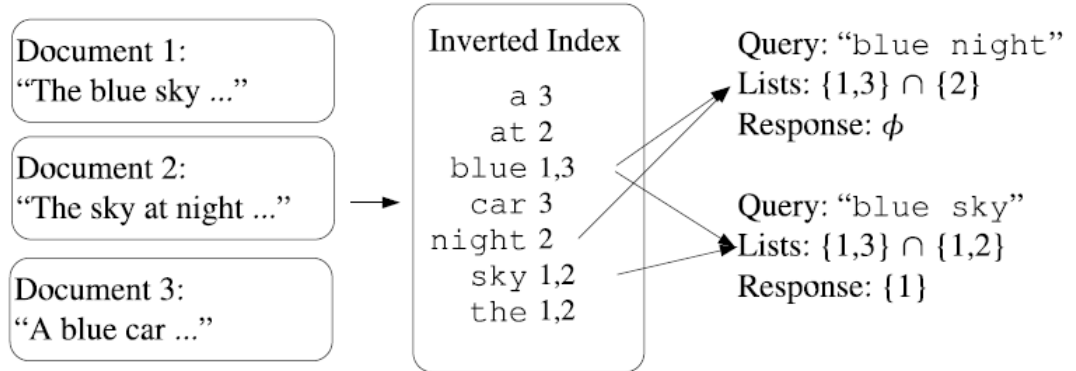 Document 1:
“The blue sky ...”
Document 2:
“The sky at night ...”
Document 3:
“A blue car ...”
Inverted Index
a 3
at 2
blue 1,3
car 3
night 2
sky 1,2
the 1,2
Query: “blue night”
Lists: {1,3} ∩ {2}
Response: ϕ
Query: “blue sky”
Lists: {1,3} ∩ {1,2}
Response: {1}